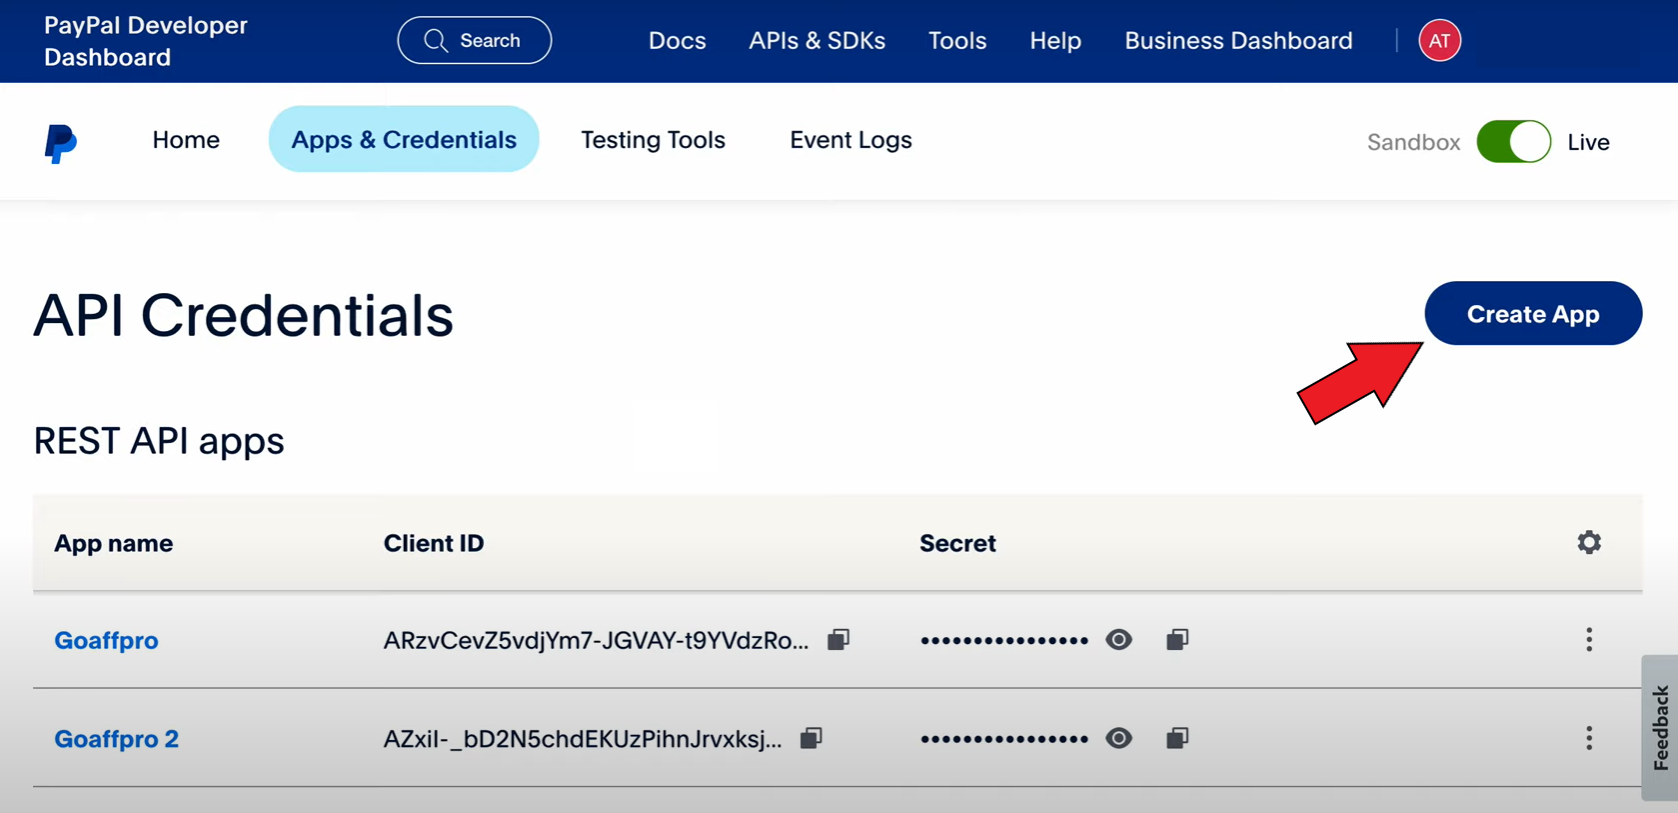 PayPal Developer
Dashboard
Search
Docs
APIs & SDKs
Tools
Help
Business Dashboard
AT
Home
Apps & Credentials
Testing Tools
Event Logs
Sandbox
Live
API Credentials
Create App
REST API apps
App name
Client ID
Secret
Goaffpro
ARzvCevZ5vdjYm7-JGVAY-t9YVdzRo...
••••••••••••••••
Goaffpro 2
AZxiI-_bD2N5chdEKUzPihnJrvxksj...
••••••••••••••••
Feedback